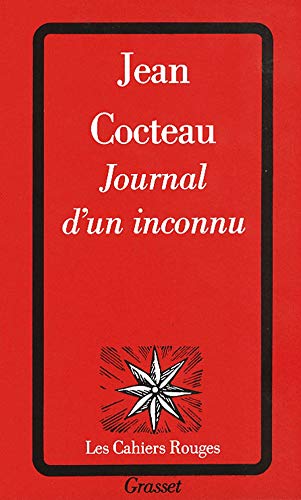 Jean
Cocteau
Journal
d'un inconnu
Les Cahiers Rouges
Grasset